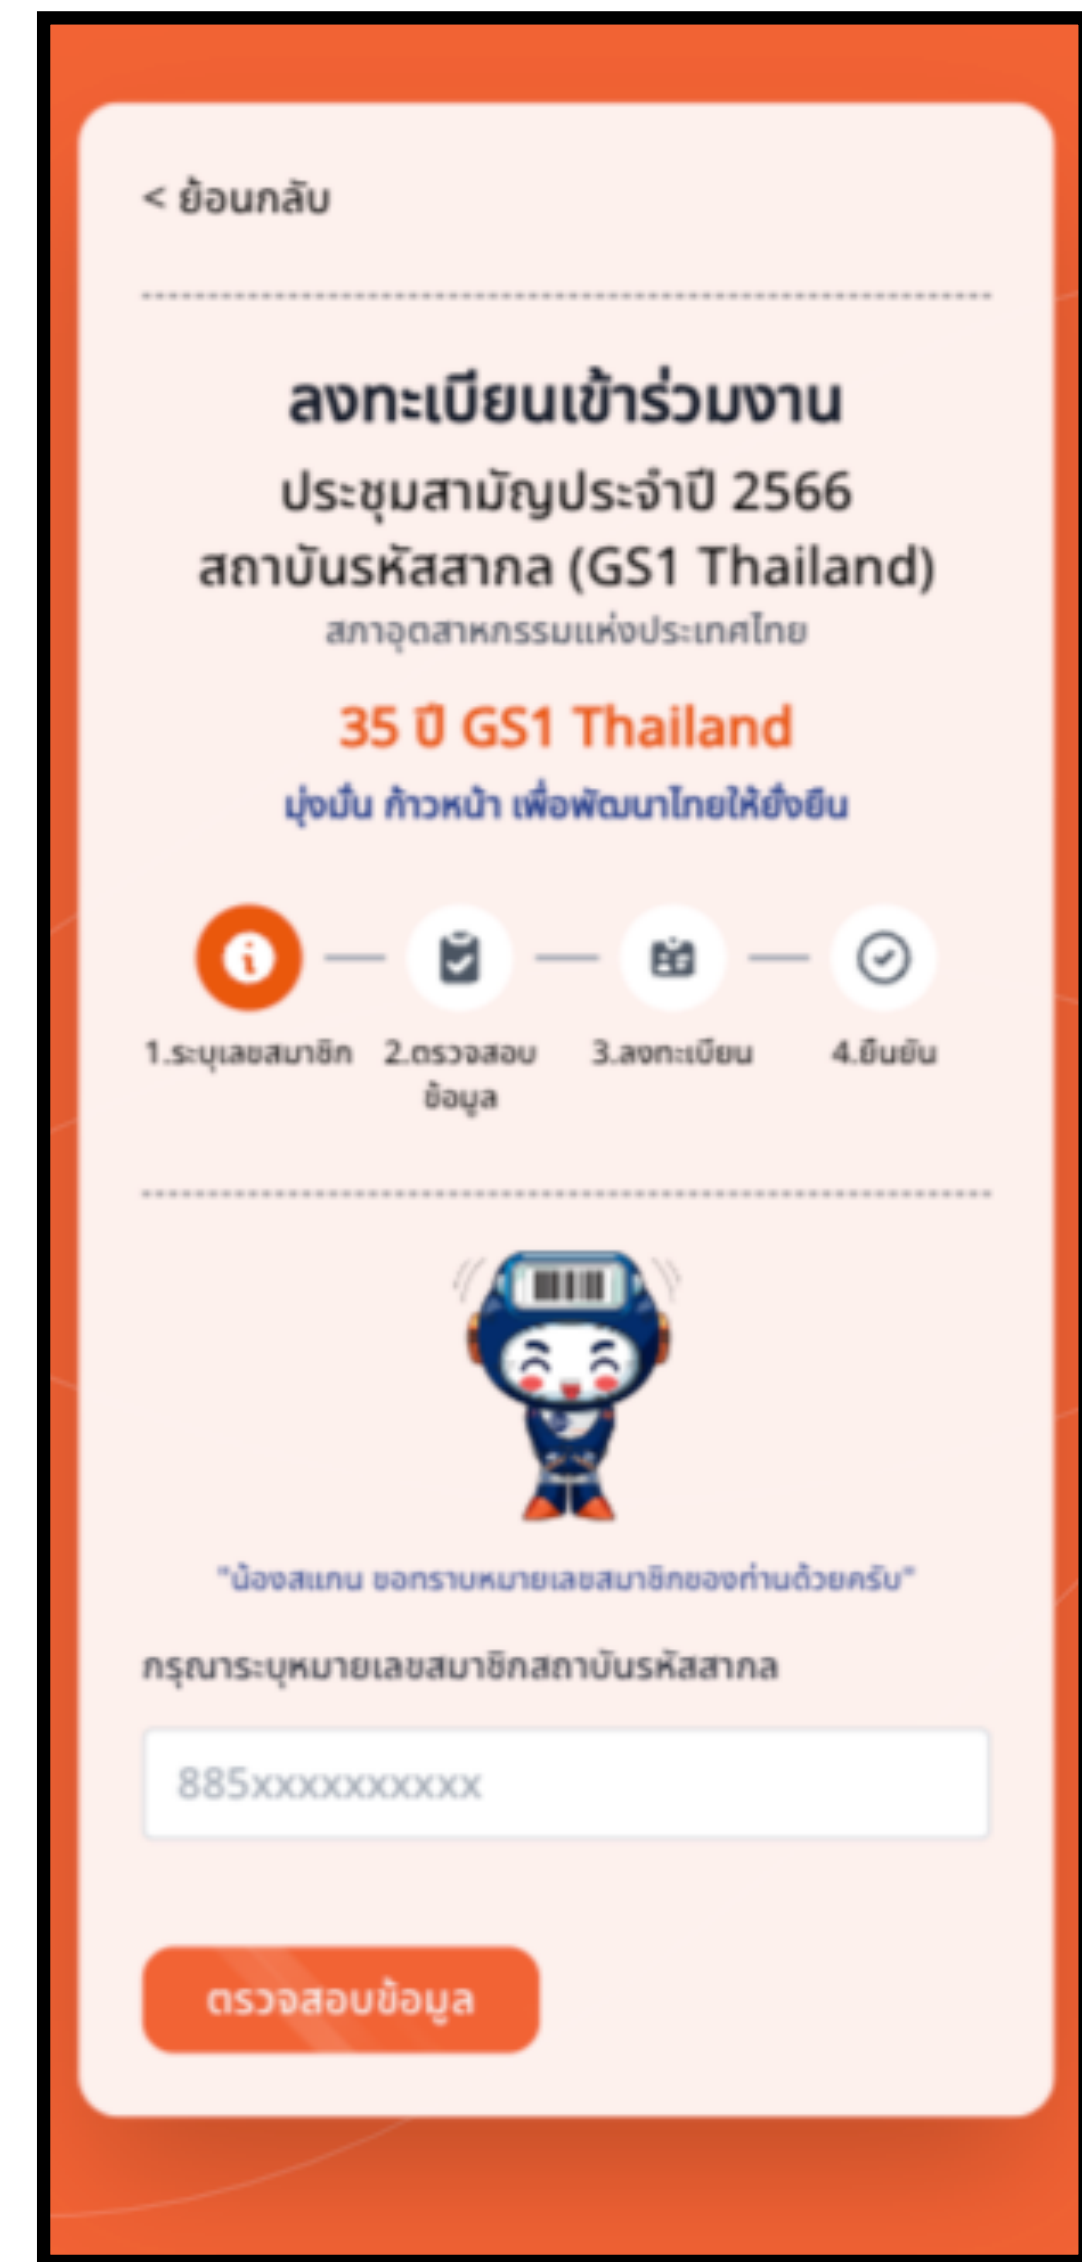 < ย้อนกลับ
ลงทะเบียนเข้าร่วมงาน
ประชุมสามัญประจำปี 2566
สถาบันรหัสสากล (GS1 Thailand)
สภาอุตสาหกรรมแห่งประเทศไทย
35 ปี GS1 Thailand
มุ่งมั่น ก้าวหน้า เพื่อพัฒนาไทยให้ยั่งยืน
1.ระบุเลขสมาชิก
2.ตรวจสอบ
ข้อมูล
3.ลงทะเบียน
4.ยืนยัน
"น้องสแกน ขอทราบหมายเลขสมาชิกของท่านด้วยครับ"
กรุณาระบุหมายเลขสมาชิกสถาบันรหัสสากล
885xxxxxxxxxx
ตรวจสอบข้อมูล